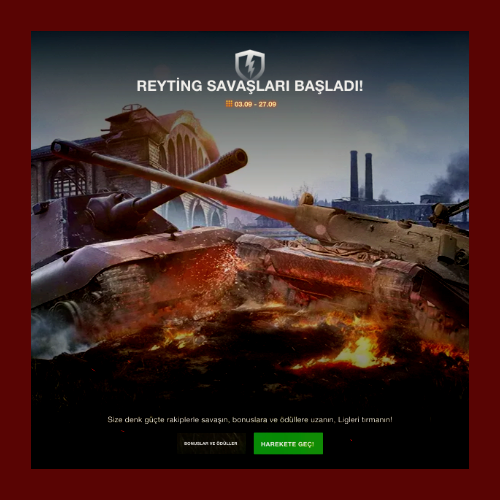 REYTİNG SAVAŞLARI BAŞLADI!
03.09 - 27.09
Size denk güçte rakiplerle savaşın, bonuslara ve ödüllere uzanın, Ligleri tırmanın!
BONUSLAR VE ÖDÜLLER
HAREKETE GEÇ!